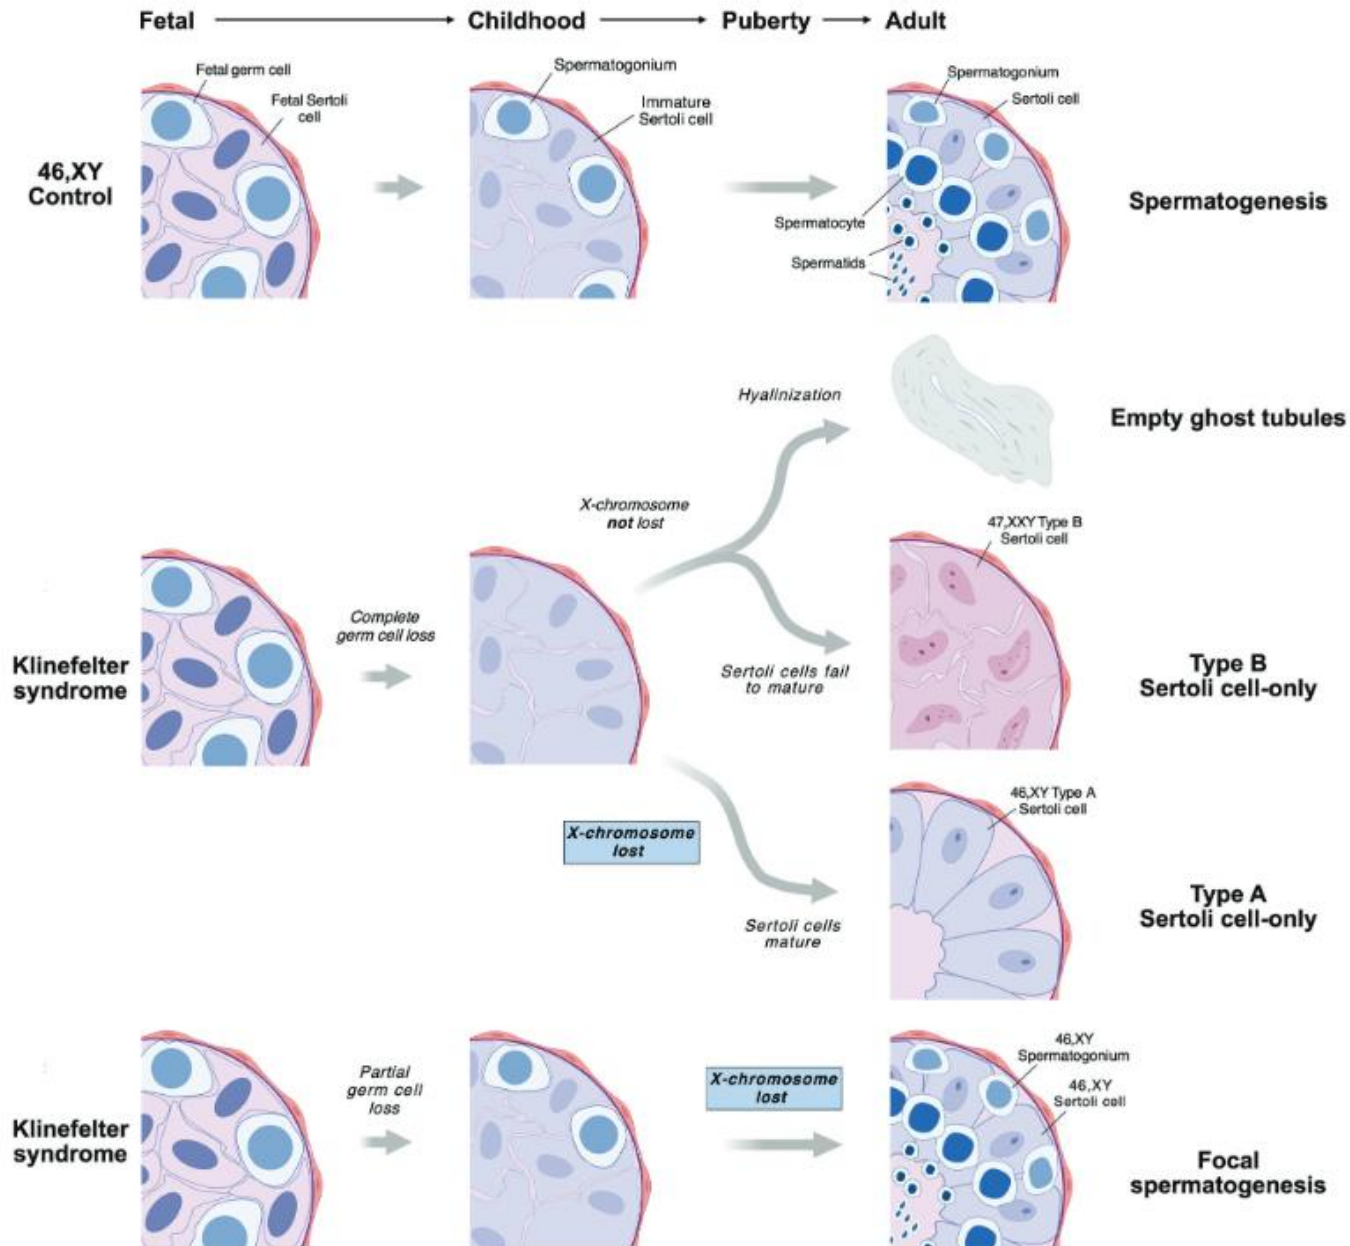 Fetal
Childhood
Puberty
Adult
Fetal germ cell
Fetal Sertoli
cell
Spermatogonium
Immature
Sertoli cell
Spermatogonium
Sertoli cell
46,XY
Control
Spermatocyte
Spermatids
Spermatogenesis
Hyalinization
Empty ghost tubules
X-chromosome
not lost
47,XXY Type B
Sertoli cell
Complete
germ cell loss
Klinefelter
syndrome
Sertoli cells fail
to mature
Type B
Sertoli cell-only
46,XY Type A
Sertoli cell
X-chromosome
lost
Sertoli cells
mature
Type A
Sertoli cell-only
Partial
germ cell
loss
X-chromosome
lost
46,XY
Spermatogonium
46,XY
Sertoli cell
Klinefelter
syndrome
Focal
spermatogenesis